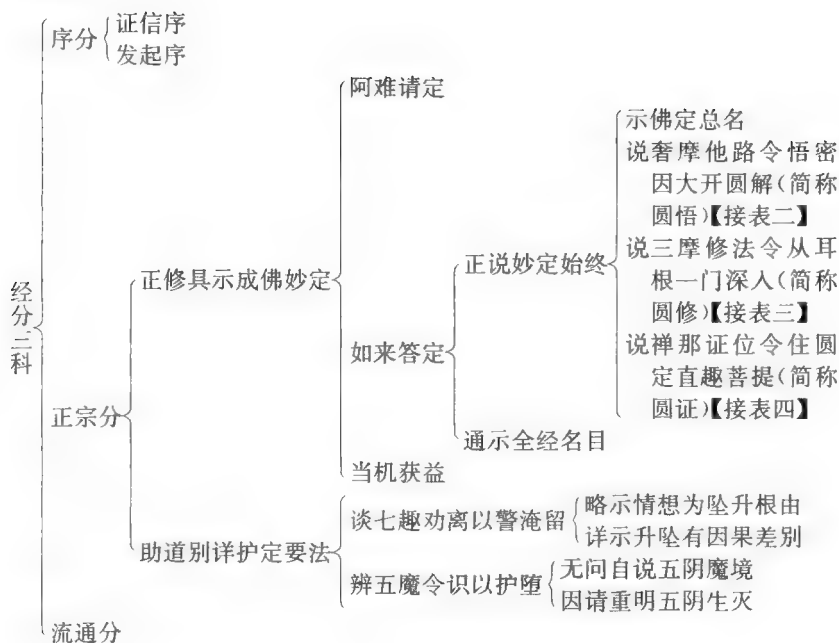 经分二科
序分
证信序
发起序
正宗分
正修具示成佛妙定
阿难请定
如来答定
正说妙定始终
示佛定总名
说奢摩他路令悟密
因大开圆解(简称
圆悟)【接表二】
说三摩修法令从耳
根一门深入(简称
圆修)【接表三】
说禅那证位令住圆
定直趣菩提(简称
圆证)【接表四】
通示全经名目
当机获益
助道别详护定要法
谈七趣劝离以警淹留
略示情想为坠升根由
详示升坠有因果差别
辨五魔令识以护堕
无问自说五阴魔境
因请重明五阴生灭
流通分